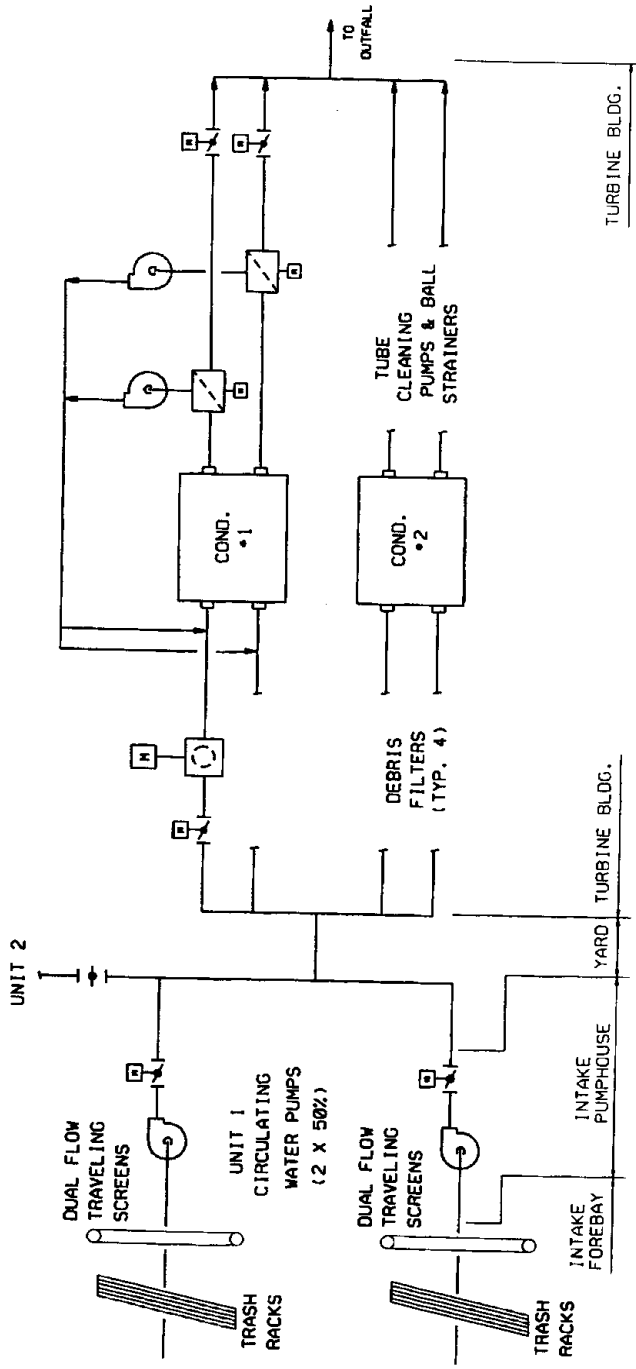 UNIT 2
DUAL FLOW
TRAVELING
SCREENS
TRASH
RACKS
M
UNIT 1
CIRCULATING
WATER PUMPS
(2 X 50%)
DUAL FLOW
TRAVELING
SCREENS
TRASH
RACKS
M
M
M
DEBRIS
FILTERS
(TYP. 4)
COND.
#1
COND.
#2
M
M
TUBE
CLEANING
PUMPS & BALL
STRAINERS
M
M
TO
OUTFALL
INTAKE
FOREBAY
INTAKE
PUMPHOUSE
YARD
TURBINE BLDG.
TURBINE BLDG.